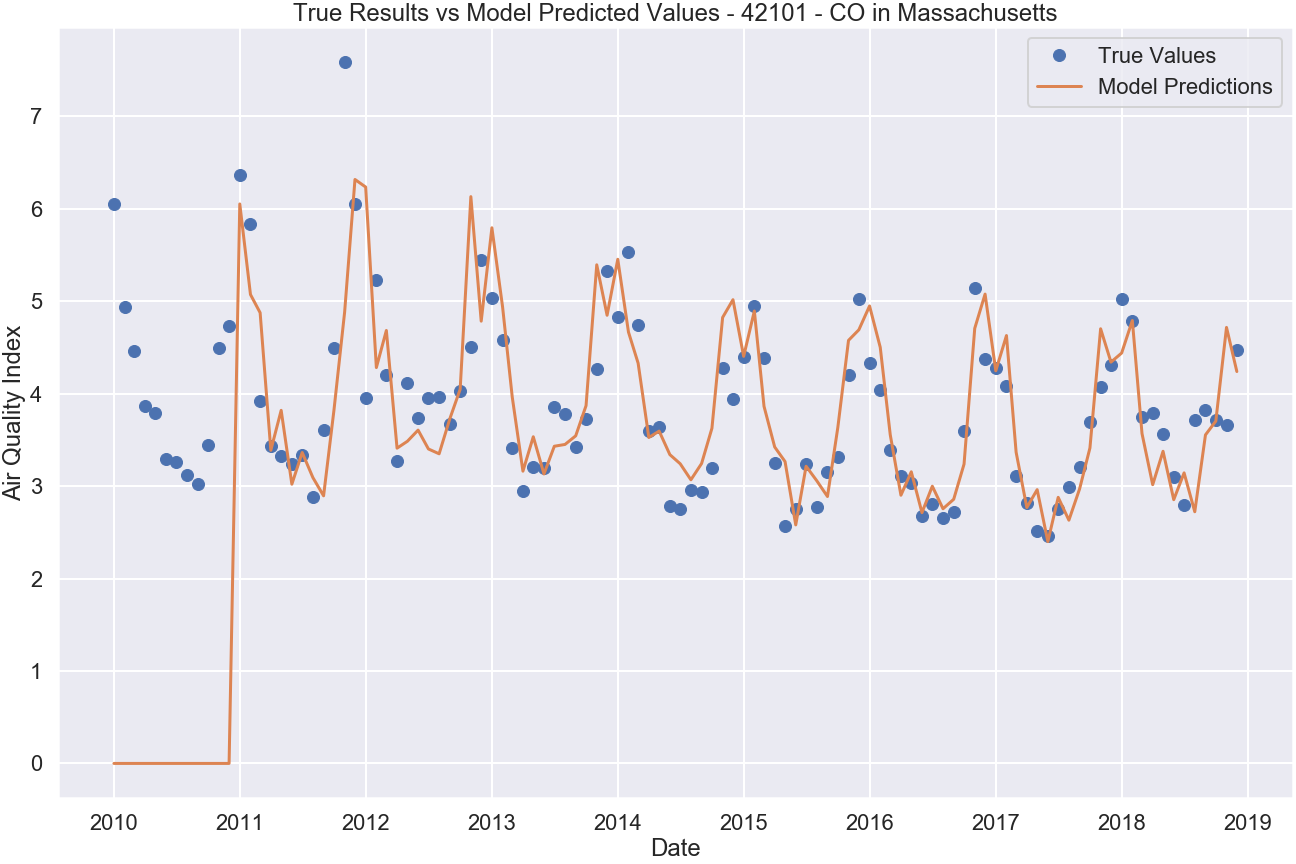 True Results vs Model Predicted Values - 42101 - CO in Massachusetts
True Values
Model Predictions
Air Quality Index
7
6
5
4
3
2
1
0
2010 2011 2012 2013 2014 2015 2016 2017 2018 2019
Date